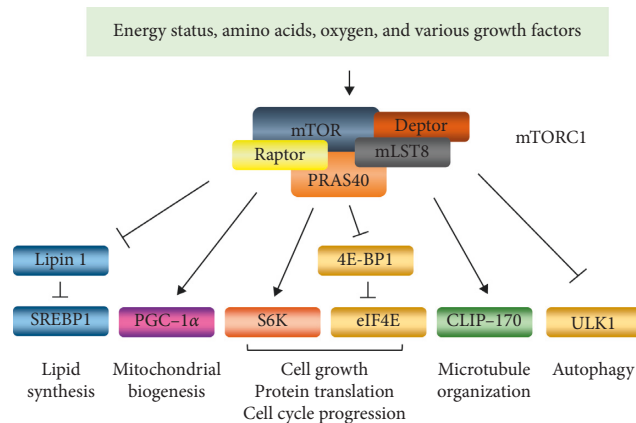 Energy status, amino acids, oxygen, and various growth factors
mTOR
Deptor
mTORC1
Raptor
mLST8
PRAS40
Lipin 1
4E-BP1
SREBP1
PGC–1α
S6K
eIF4E
CLIP–170
ULK1
Lipid
synthesis
Mitochondrial
biogenesis
Cell growth
Protein translation
Cell cycle progression
Microtubule
organization
Autophagy